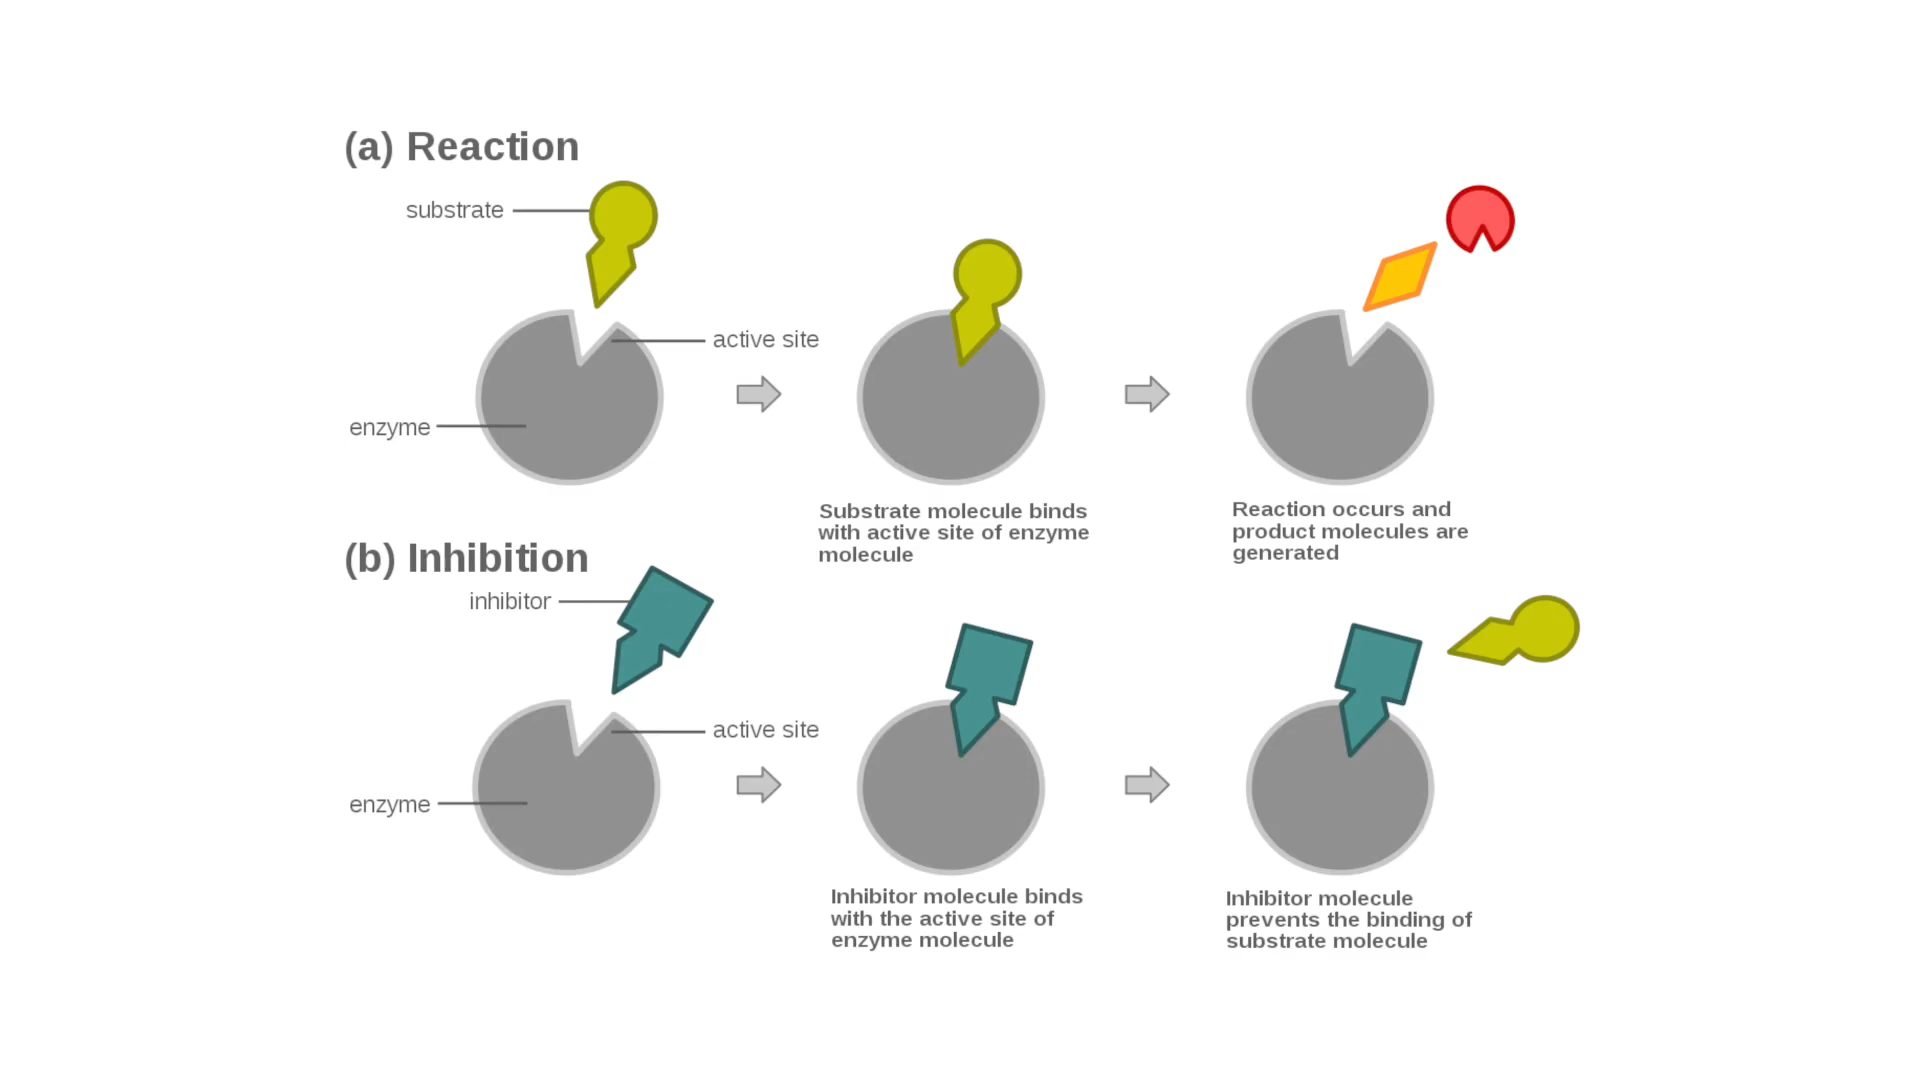 (a) Reaction
substrate
active site
enzyme
Substrate molecule binds
with active site of enzyme
molecule
Reaction occurs and
product molecules are
generated
(b) Inhibition
inhibitor
active site
enzyme
Inhibitor molecule binds
with the active site of
enzyme molecule
Inhibitor molecule
prevents the binding of
substrate molecule